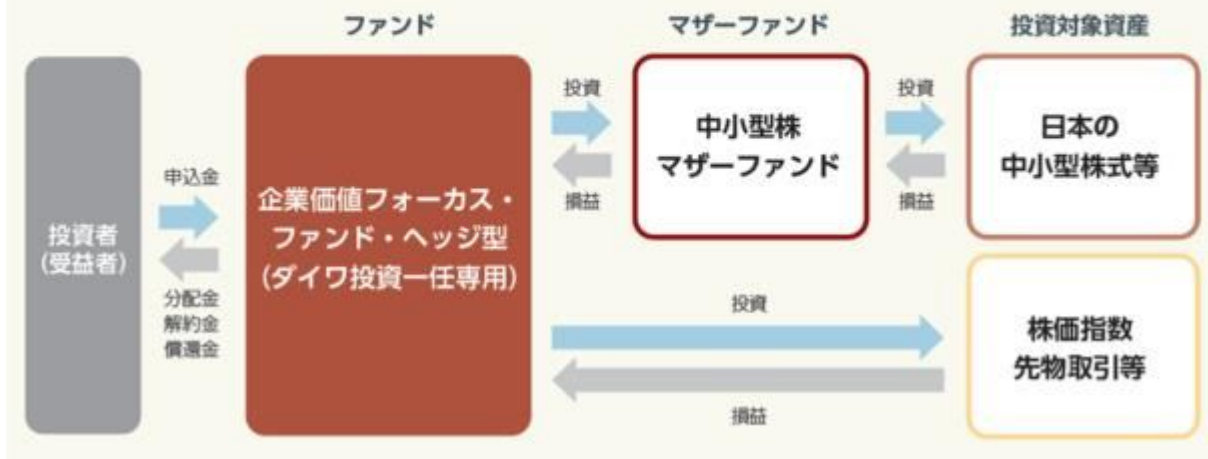 ファンド
マザーファンド
投資対象資産
投資者
(受益者)
申込金
分配金
解約金
償還金
企業価値フォーカス・
ファンド・ヘッジ型
(ダイワ投資一任専用)
投資
損益
中小型株
マザーファンド
投資
損益
日本の
中小型株式等
投資
損益
株価指数
先物取引等